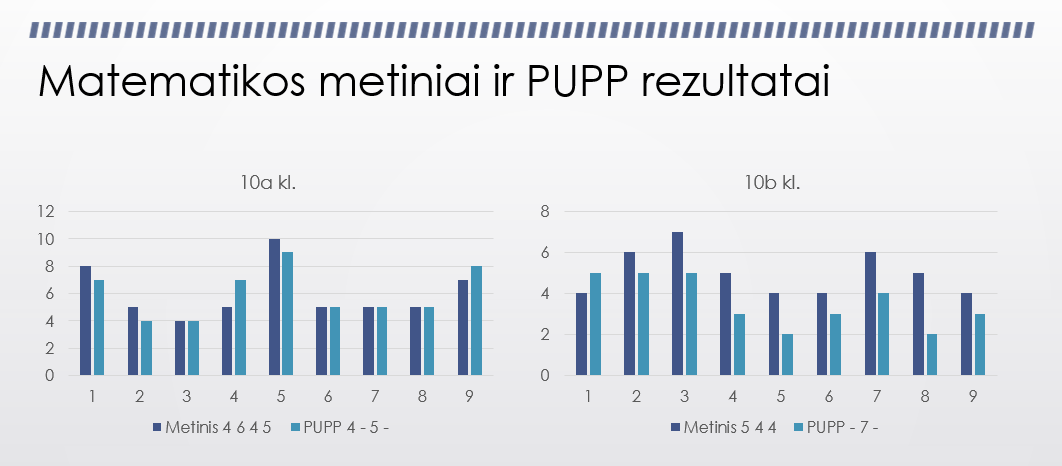 Matematikos metiniai ir PUPP rezultatai
10a kl.
12
10
8
6
4
2
0
1 2 3 4 5 6 7 8 9
Metinis 4 6 4 5 PUPP 4 - 5 -
10b kl.
8
6
4
2
0
1 2 3 4 5 6 7 8 9
Metinis 5 4 4 PUPP - 7 -